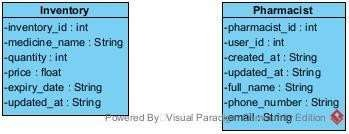 Inventory
-inventory_id : int
-medicine_name : String
-quantity : int
-price : float
-expiry_date : String
-updated_at : String
Pharmacist
-pharmacist_id : int
-user_id : int
-created_at : String
-updated_at : String
-full_name : String
-phone_number : String
-email : String
Powered By Visual Paradigm Community Edition